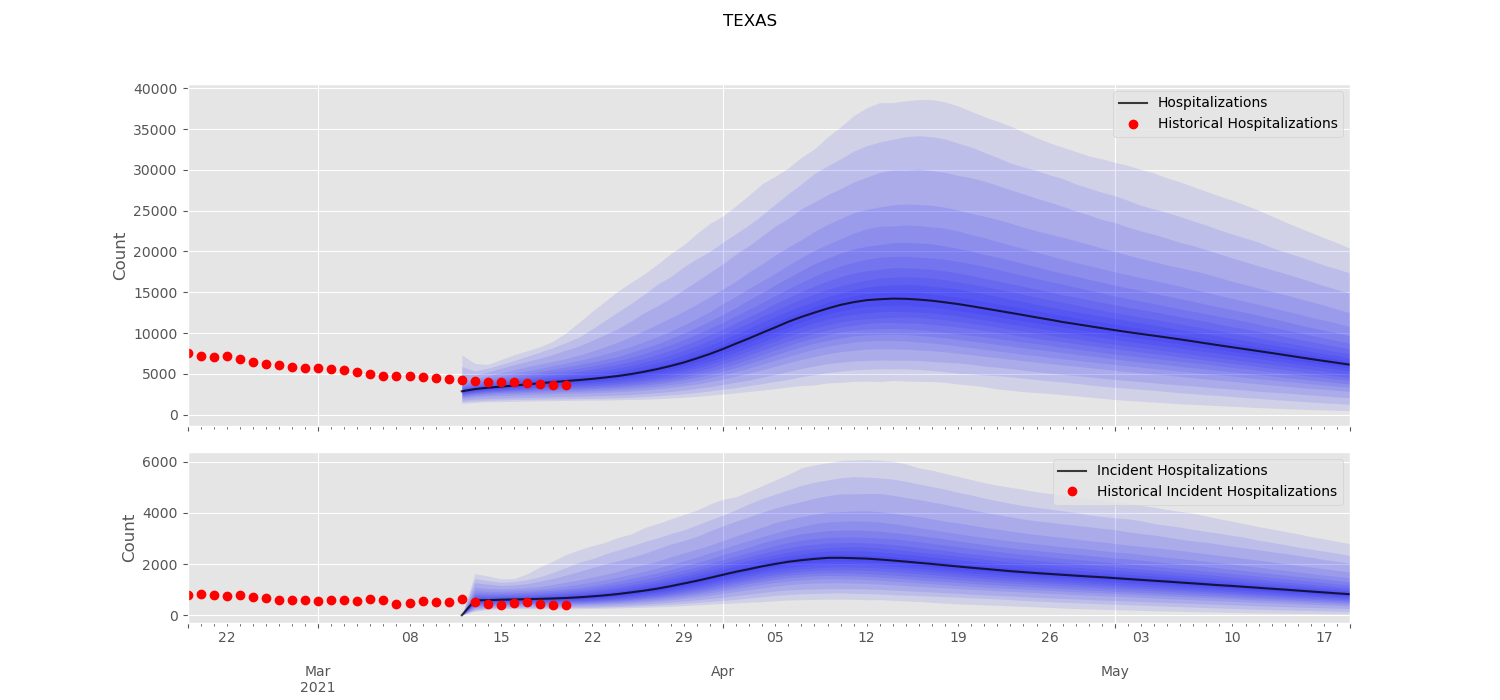 TEXAS
40000
35000
30000
25000
20000
15000
10000
5000
0
Count
Hospitalizations
Historical Hospitalizations
6000
4000
2000
0
Count
Incident Hospitalizations
Historical Incident Hospitalizations
22 08 15 22 29 05 12 19 26 03 10 17
Mar Apr May
2021